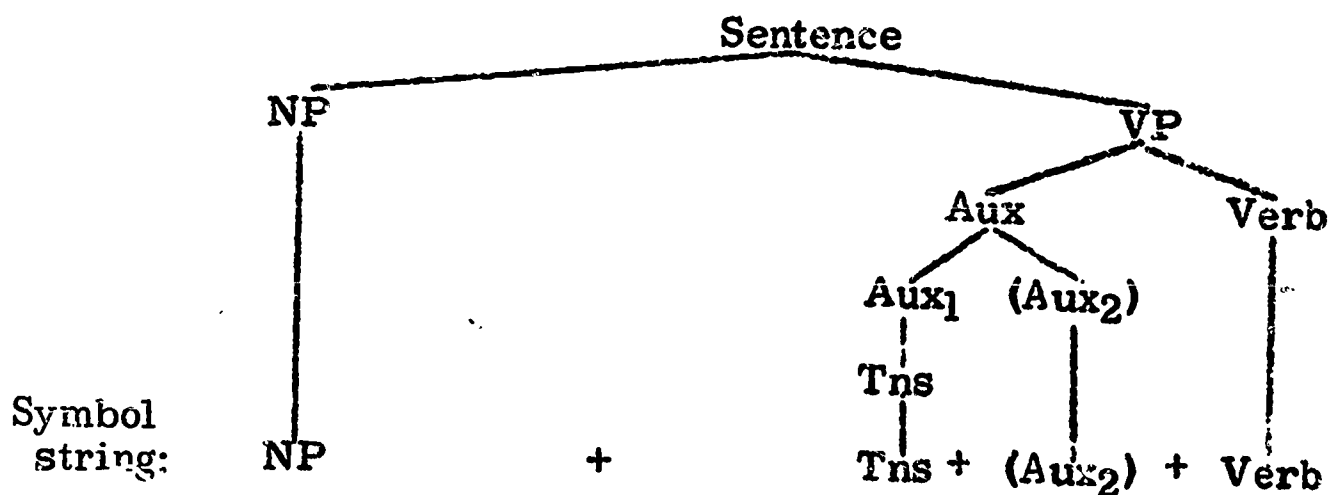 Sentence
NP VP
Aux Verb
Aux1 (Aux2)
Tns
Symbol
string: NP + Tns + (Aux2) + Verb